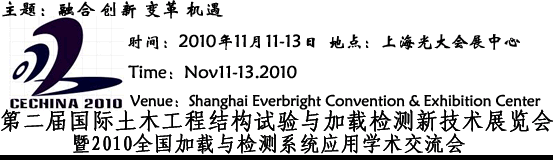 主题：融合 创新 变革 机遇
时间：2010年11月11-13日 地点：上海光大会展中心
Time：Nov11-13.2010
CECHINA 2010
Venue：Shanghai Everbright Convention & Exhibition Center
第二届国际土木工程结构试验与加载检测新技术展览会
暨2010全国加载与检测系统应用学术交流会